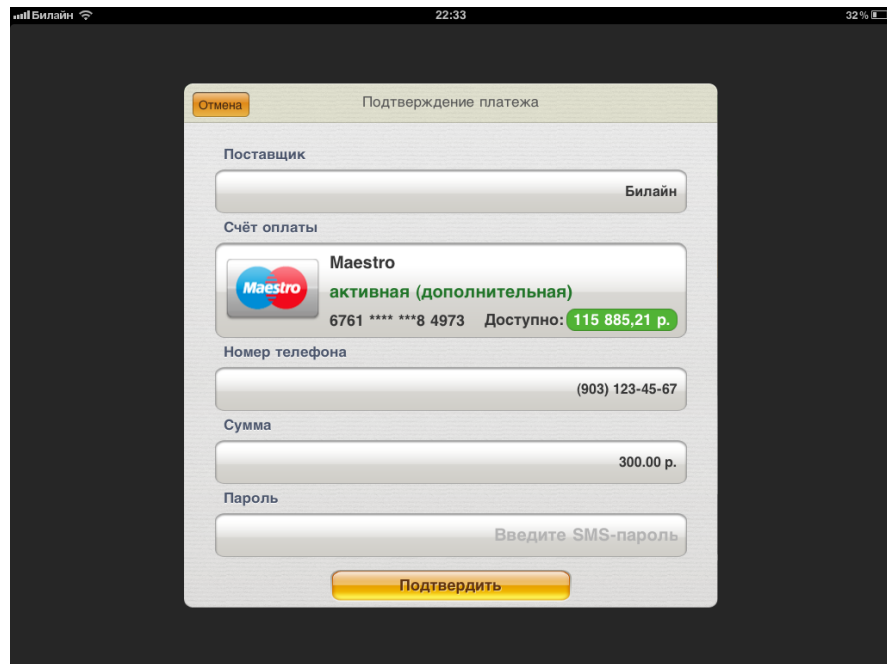 Билайн 22:33 32%
Отмена Подтверждение платежа
Поставщик
Билайн
Счёт оплаты
Maestro
Maestro
активная (дополнительная)
6761 **** ***8 4973 Доступно: 115 885,21 р.
Номер телефона
(903) 123-45-67
Сумма
300.00 р.
Пароль
Введите SMS-пароль
Подтвердить